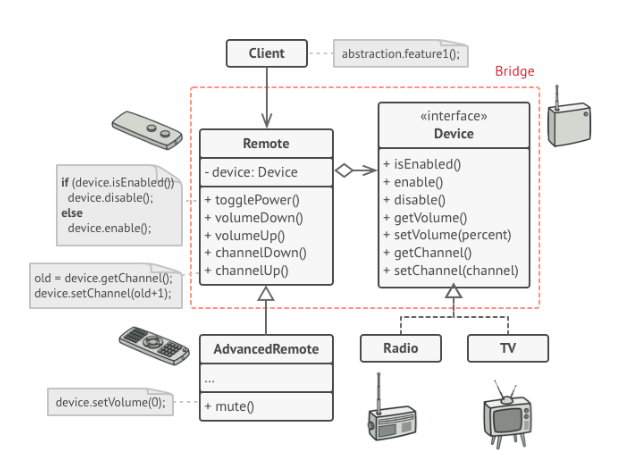 Client
abstraction.feature1();
Bridge
Remote
- device: Device
+ togglePower()
+ volumeDown()
+ volumeUp()
+ channelDown()
+ channelUp()
«interface»
Device
+ isEnabled()
+ enable()
+ disable()
+ getVolume()
+ setVolume(percent)
+ getChannel()
+ setChannel(channel)
if (device.isEnabled())
device.disable();
else
device.enable();
old = device.getChannel();
device.setChannel(old+1);
AdvancedRemote
...
+ mute()
device.setVolume(0);
Radio
TV